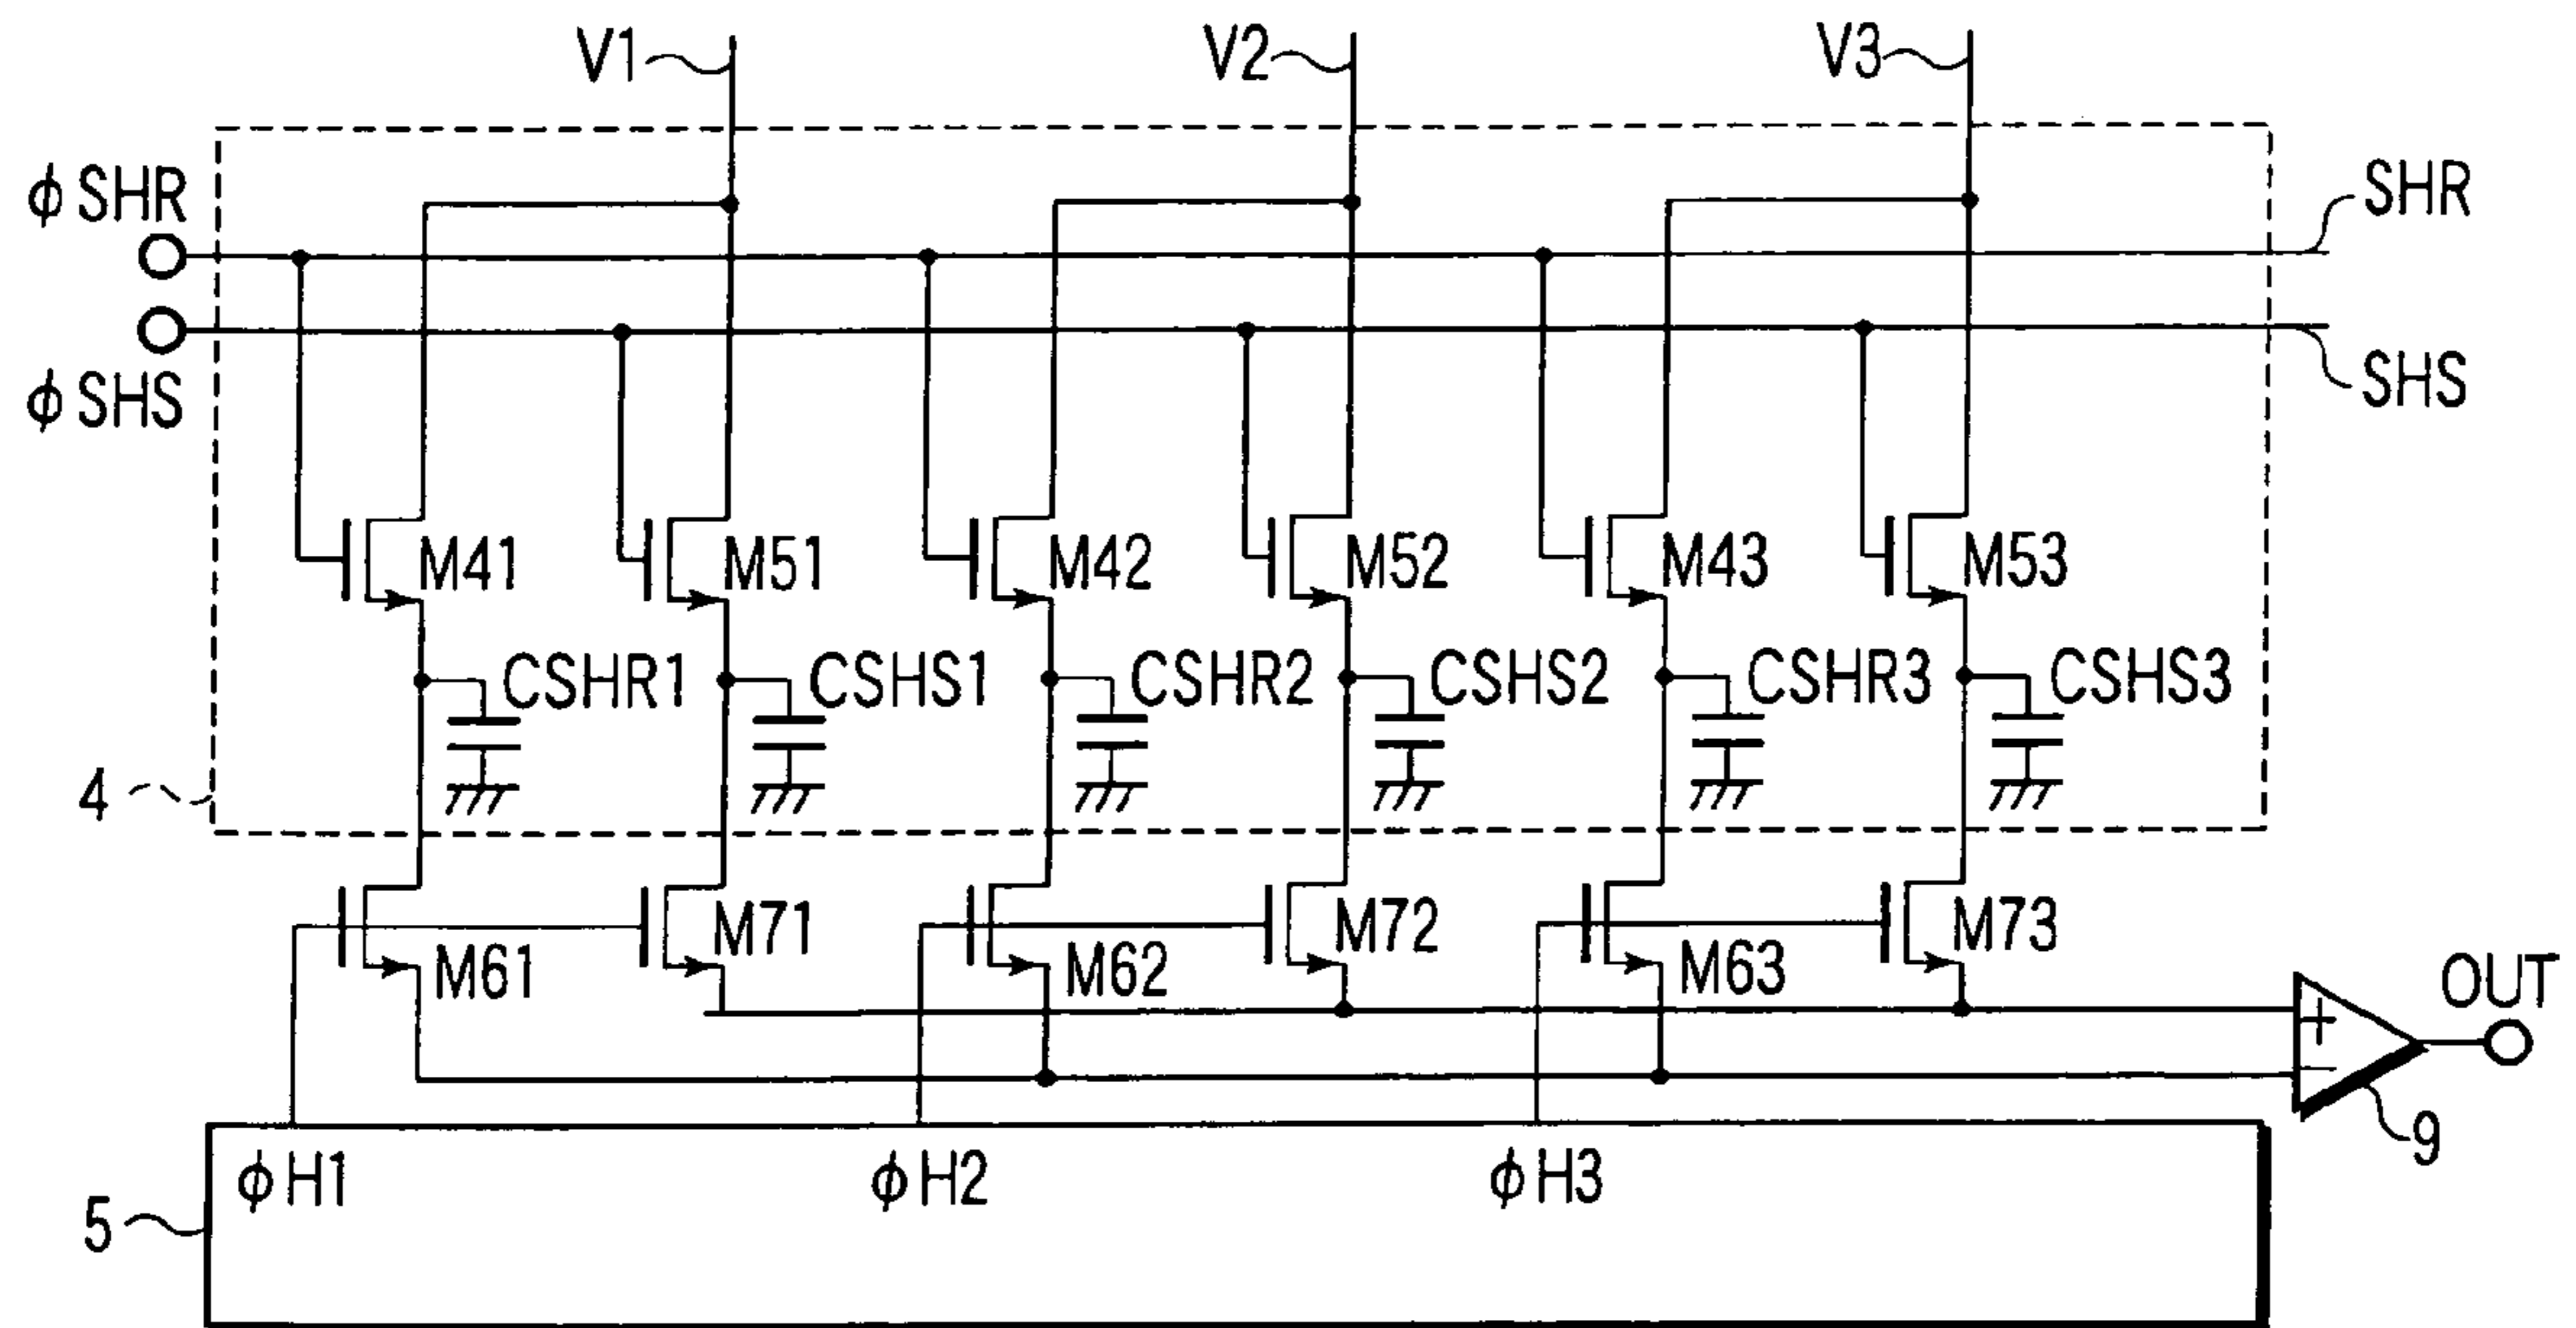 V1 V2 V3
φSHR SHR
φSHS SHS
M41 M51 M42 M52 M43 M53
CSHR1 CSHS1 CSHR2 CSHS2 CSHR3 CSHS3
4
M71 M72 M73
M61 M62 M63
OUT
+
−
9
φH1 φH2 φH3
5